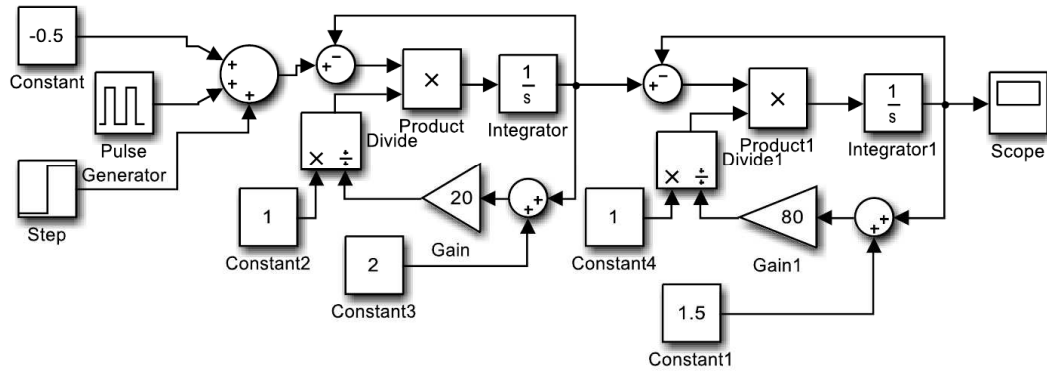 -0.5
Constant
+
+
+
Pulse
Generator
Step
−
×
Product
1
s
Integrator
× ÷
Divide
1
Constant2
20
Gain
+
+
2
Constant3
−
×
Product1
1
s
Integrator1
Scope
× ÷
Divide1
1
Constant4
80
Gain1
+
+
1.5
Constant1